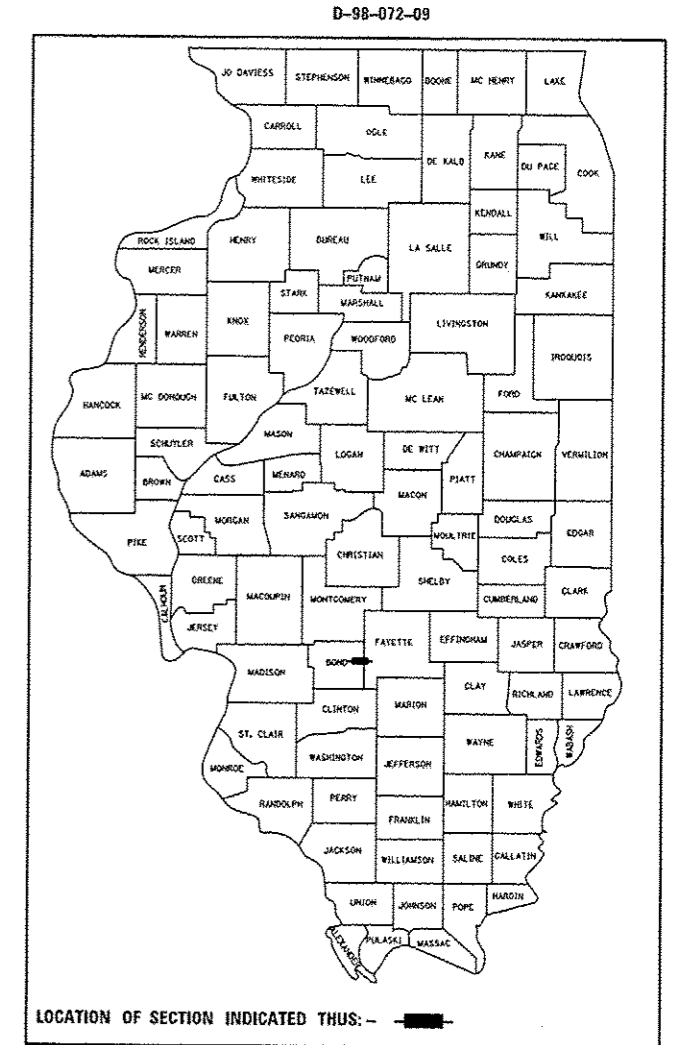 D-98-072-09
JO DAVIESS STEPHENSON WINNEBAGO BOONE MC HENRY LAKE
CARROLL OGLE
DE KALB KANE DU PAGE COOK
WHITESIDE LEE
KENDALL
ROCK ISLAND HENRY BUREAU LA SALLE WILL
MERCER PUTNAM GRUNDY
STARK MARSHALL KANKAKEE
HENDERSON WARREN KNOX PEORIA WOODFORD LIVINGSTON IROQUOIS
HANCOCK MC DONOUGH FULTON TAZEWELL MC LEAN FORD
SCHUYLER MASON LOGAN DE WITT CHAMPAIGN VERMILION
ADAMS BROWN CASS MENARD MACON PIATT
PIKE SCOTT MORGAN SANGAMON CHRISTIAN MOULTRIE DOUGLAS EDGAR
COLES
CALHOUN GREENE MACOUPIN MONTGOMERY SHELBY CUMBERLAND CLARK
JERSEY
MADISON BOND FAYETTE EFFINGHAM JASPER CRAWFORD
CLINTON MARION CLAY RICHLAND LAWRENCE
ST. CLAIR WASHINGTON JEFFERSON WAYNE EDWARDS WABASH
MONROE
RANDOLPH PERRY FRANKLIN HAMILTON WHITE
JACKSON WILLIAMSON SALINE GALLATIN
UNION JOHNSON POPE HARDIN
ALEXANDER PULASKI MASSAC
LOCATION OF SECTION INDICATED THUS: -